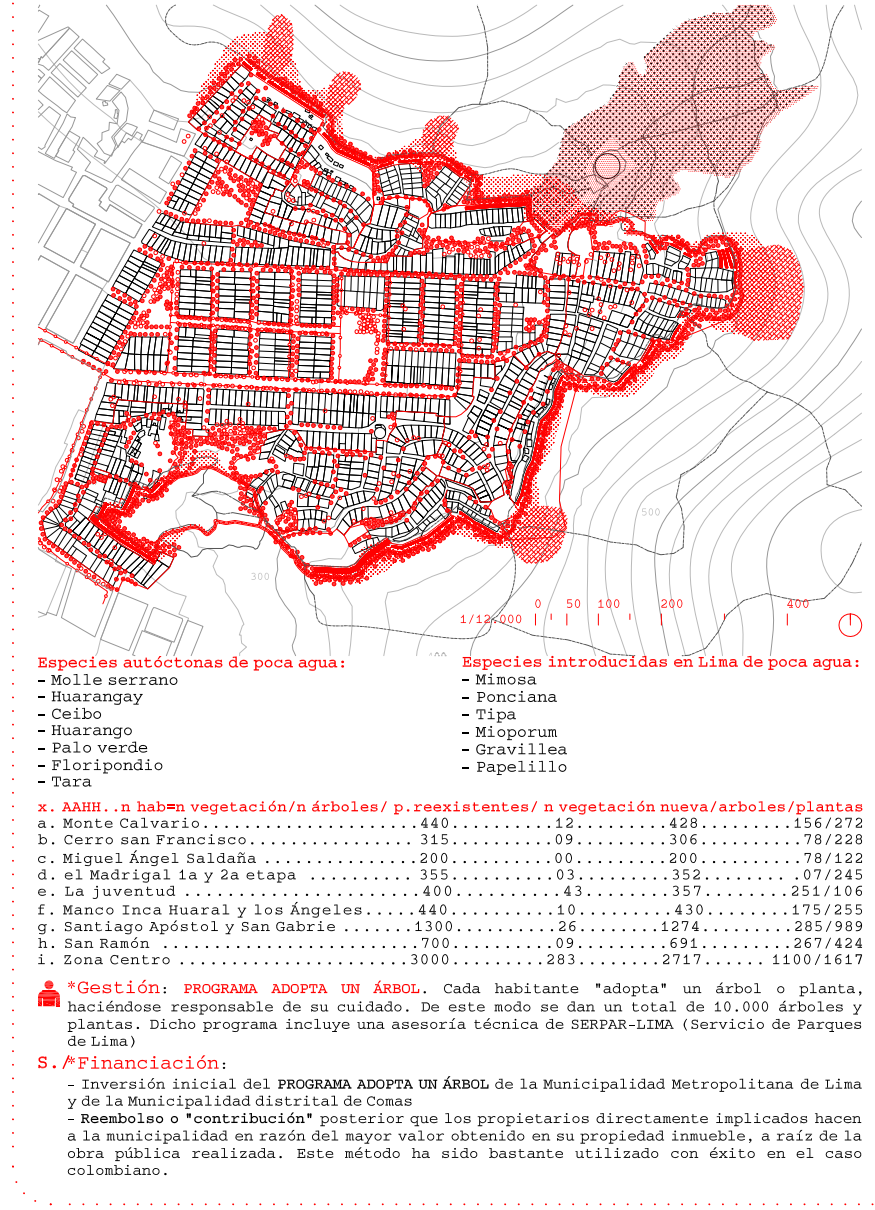 500
300
400
0 50 100 200 400
1/12.000
Especies autóctonas de poca agua:
- Molle serrano
- Huarangay
- Ceibo
- Huarango
- Palo verde
- Floripondio
- Tara
Especies introducidas en Lima de poca agua:
- Mimosa
- Ponciana
- Tipa
- Mioporum
- Gravillea
- Papelillo
x. AAHH..n hab=n vegetación/n árboles/ p.reexistentes/ n vegetación nueva/arboles/plantas
a. Monte Calvario......................440..........12.........428.........156/272
b. Cerro san Francisco.................315..........09.........306.........78/228
c. Miguel Ángel Saldaña ...............200..........00.........200.........78/122
d. el Madrigal 1a y 2a etapa ..........355..........03.........352.........07/245
e. La juventud ........................400..........43.........357........251/106
f. Manco Inca Huaral y los Ángeles.....440..........10.........430........175/255
g. Santiago Apóstol y San Gabrie .......1300.........26........1274........285/989
h. San Ramón ..........................700..........09.........691........267/424
i. Zona Centro ........................3000.........283........2717.......1100/1617
*Gestión: PROGRAMA ADOPTA UN ÁRBOL. Cada habitante "adopta" un árbol o planta,
haciéndose responsable de su cuidado. De este modo se dan un total de 10.000 árboles y
plantas. Dicho programa incluye una asesoría técnica de SERPAR-LIMA (Servicio de Parques
de Lima)
S./*Financiación:
- Inversión inicial del PROGRAMA ADOPTA UN ÁRBOL de la Municipalidad Metropolitana de Lima
y de la Municipalidad distrital de Comas
- Reembolso o "contribución" posterior que los propietarios directamente implicados hacen
a la municipalidad en razón del mayor valor obtenido en su propiedad inmueble, a raíz de la
obra pública realizada. Este método ha sido bastante utilizado con éxito en el caso
colombiano.